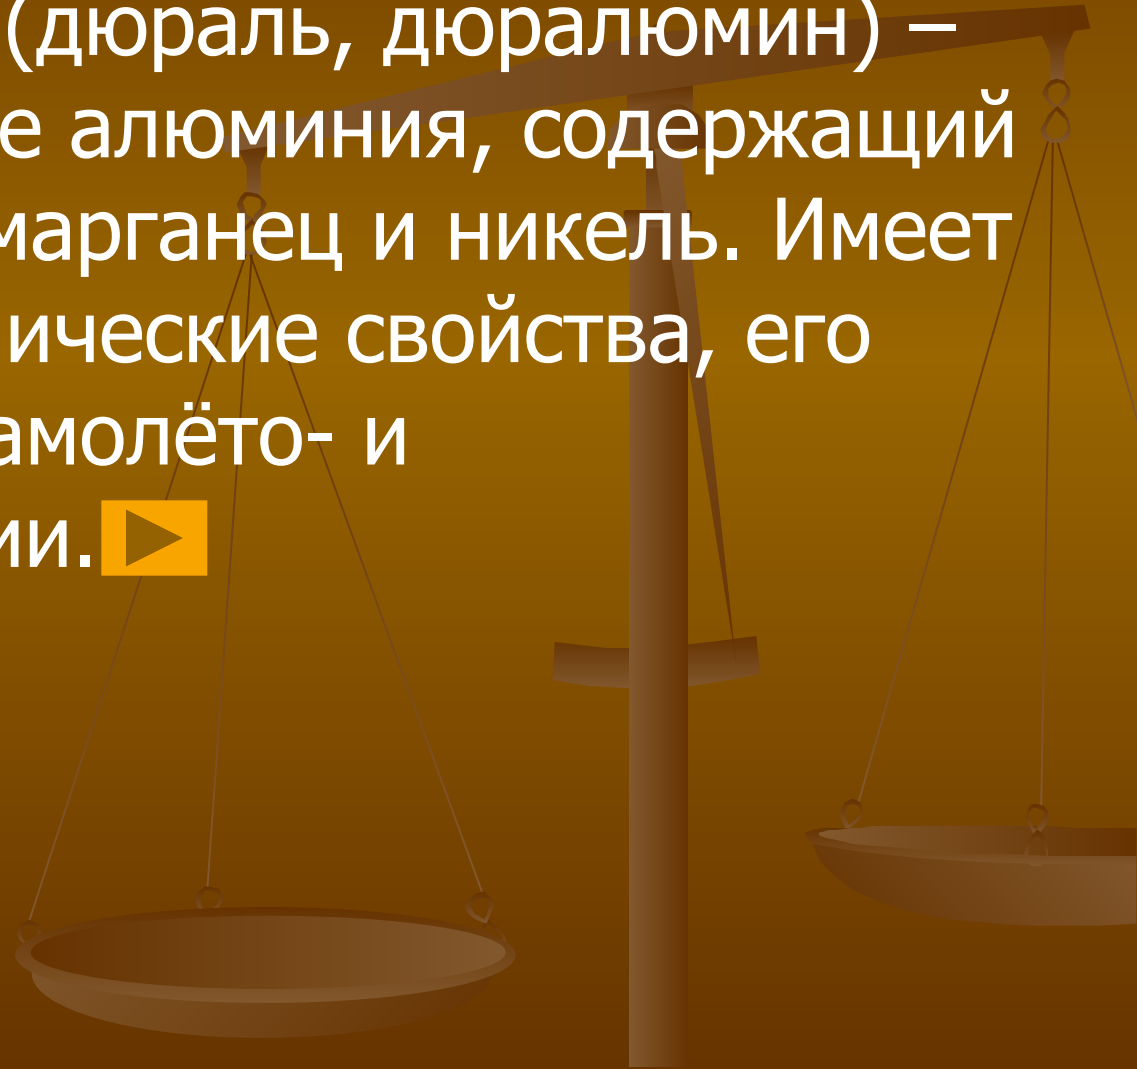 (дюраль, дюралюмин) –
е алюминия, содержащий
марганец и никель. Имеет
ические свойства, его
амолёто- и
ии.